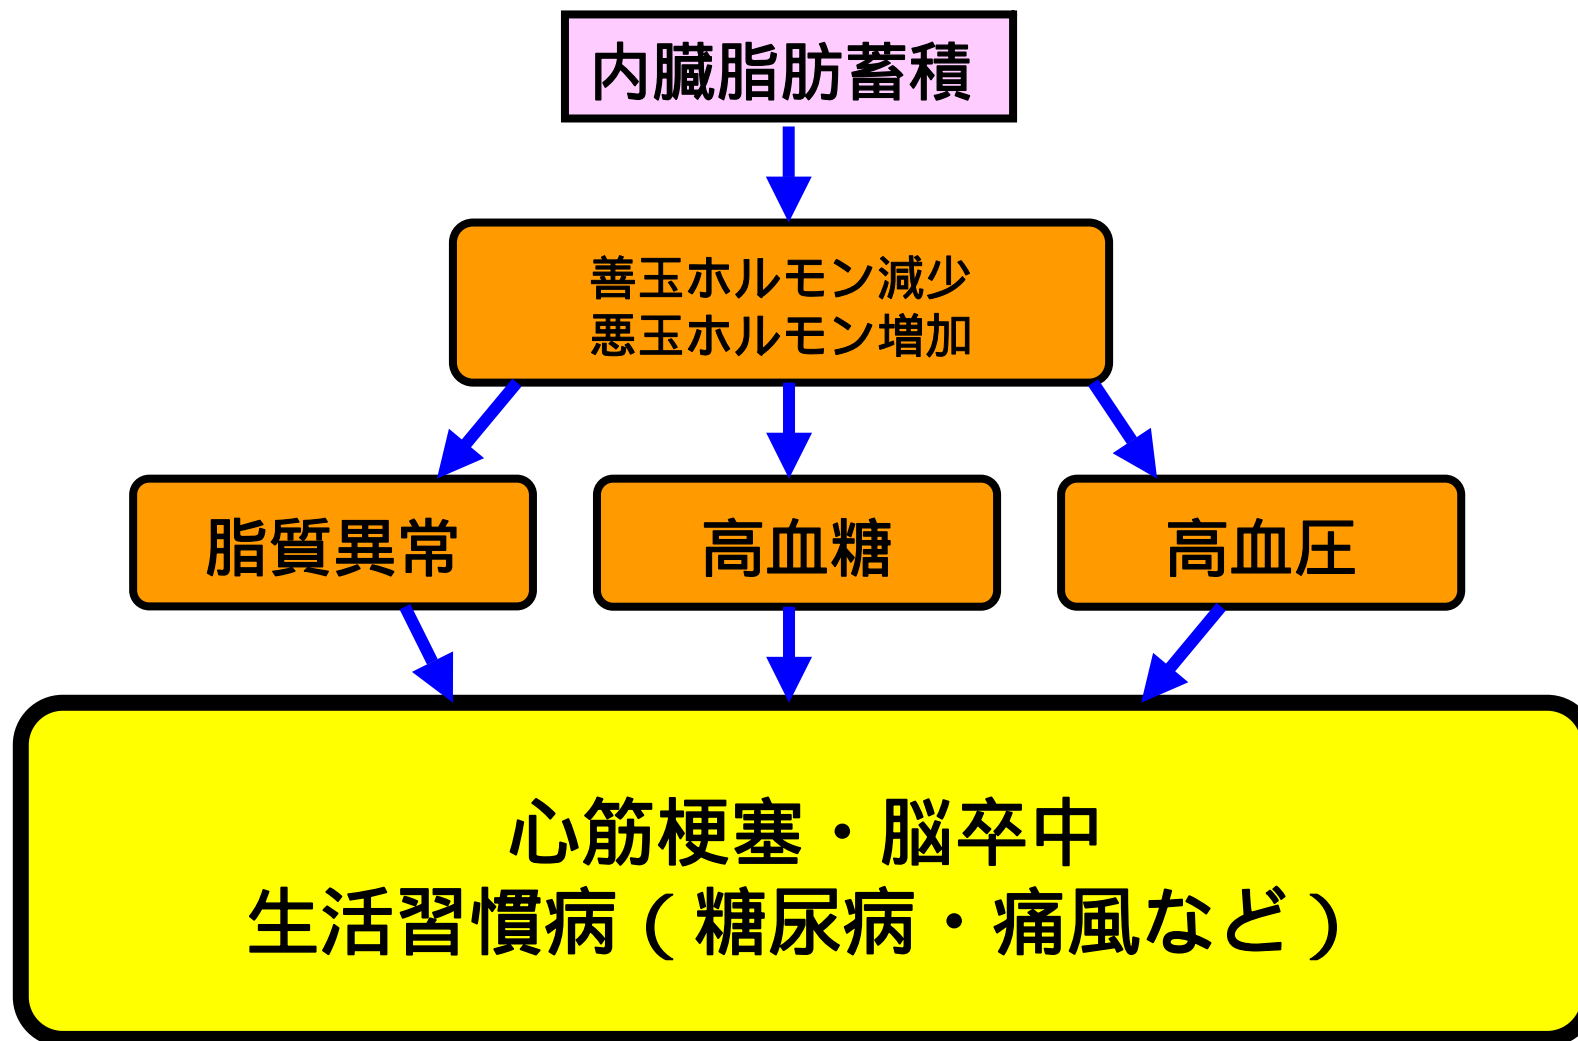 内臓脂肪蓄積
善玉ホルモン減少
悪玉ホルモン増加
脂質異常
高血糖
高血圧
心筋梗塞・脳卒中
生活習慣病（糖尿病・痛風など）